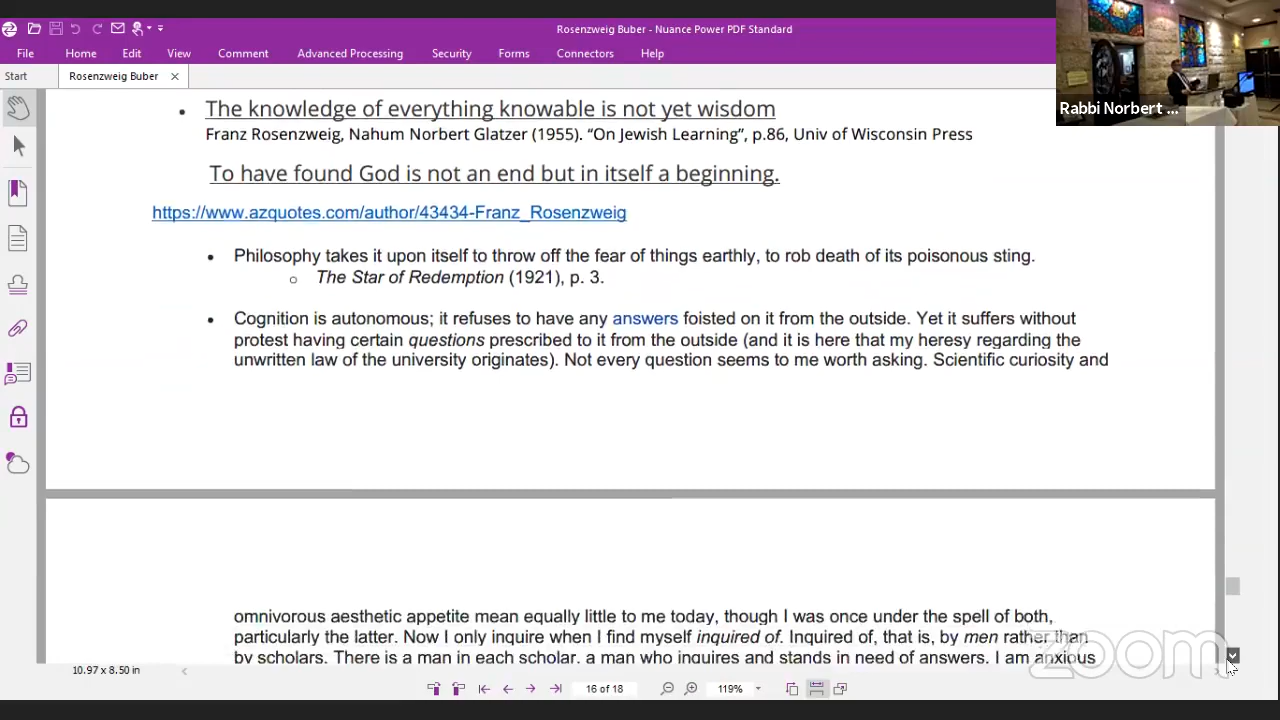 Rosenzweig Buber - Nuance Power PDF Standard
File Home Edit View Comment Advanced Processing Security Forms Connectors Help
Start Rosenzweig Buber
Rabbi Norbert ...
• The knowledge of everything knowable is not yet wisdom
Franz Rosenzweig, Nahum Norbert Glatzer (1955). “On Jewish Learning”, p.86, Univ of Wisconsin Press
To have found God is not an end but in itself a beginning.
https://www.azquotes.com/author/43434-Franz_Rosenzweig
• Philosophy takes it upon itself to throw off the fear of things earthly, to rob death of its poisonous sting.
o The Star of Redemption (1921), p. 3.
• Cognition is autonomous; it refuses to have any answers foisted on it from the outside. Yet it suffers without
protest having certain questions prescribed to it from the outside (and it is here that my heresy regarding the
unwritten law of the university originates). Not every question seems to me worth asking. Scientific curiosity and
omnivorous aesthetic appetite mean equally little to me today, though I was once under the spell of both,
particularly the latter. Now I only inquire when I find myself inquired of. Inquired of, that is, by men rather than
by scholars. There is a man in each scholar, a man who inquires and stands in need of answers. I am anxious
zoom
10.97 x 8.50 in
16 of 18
119%